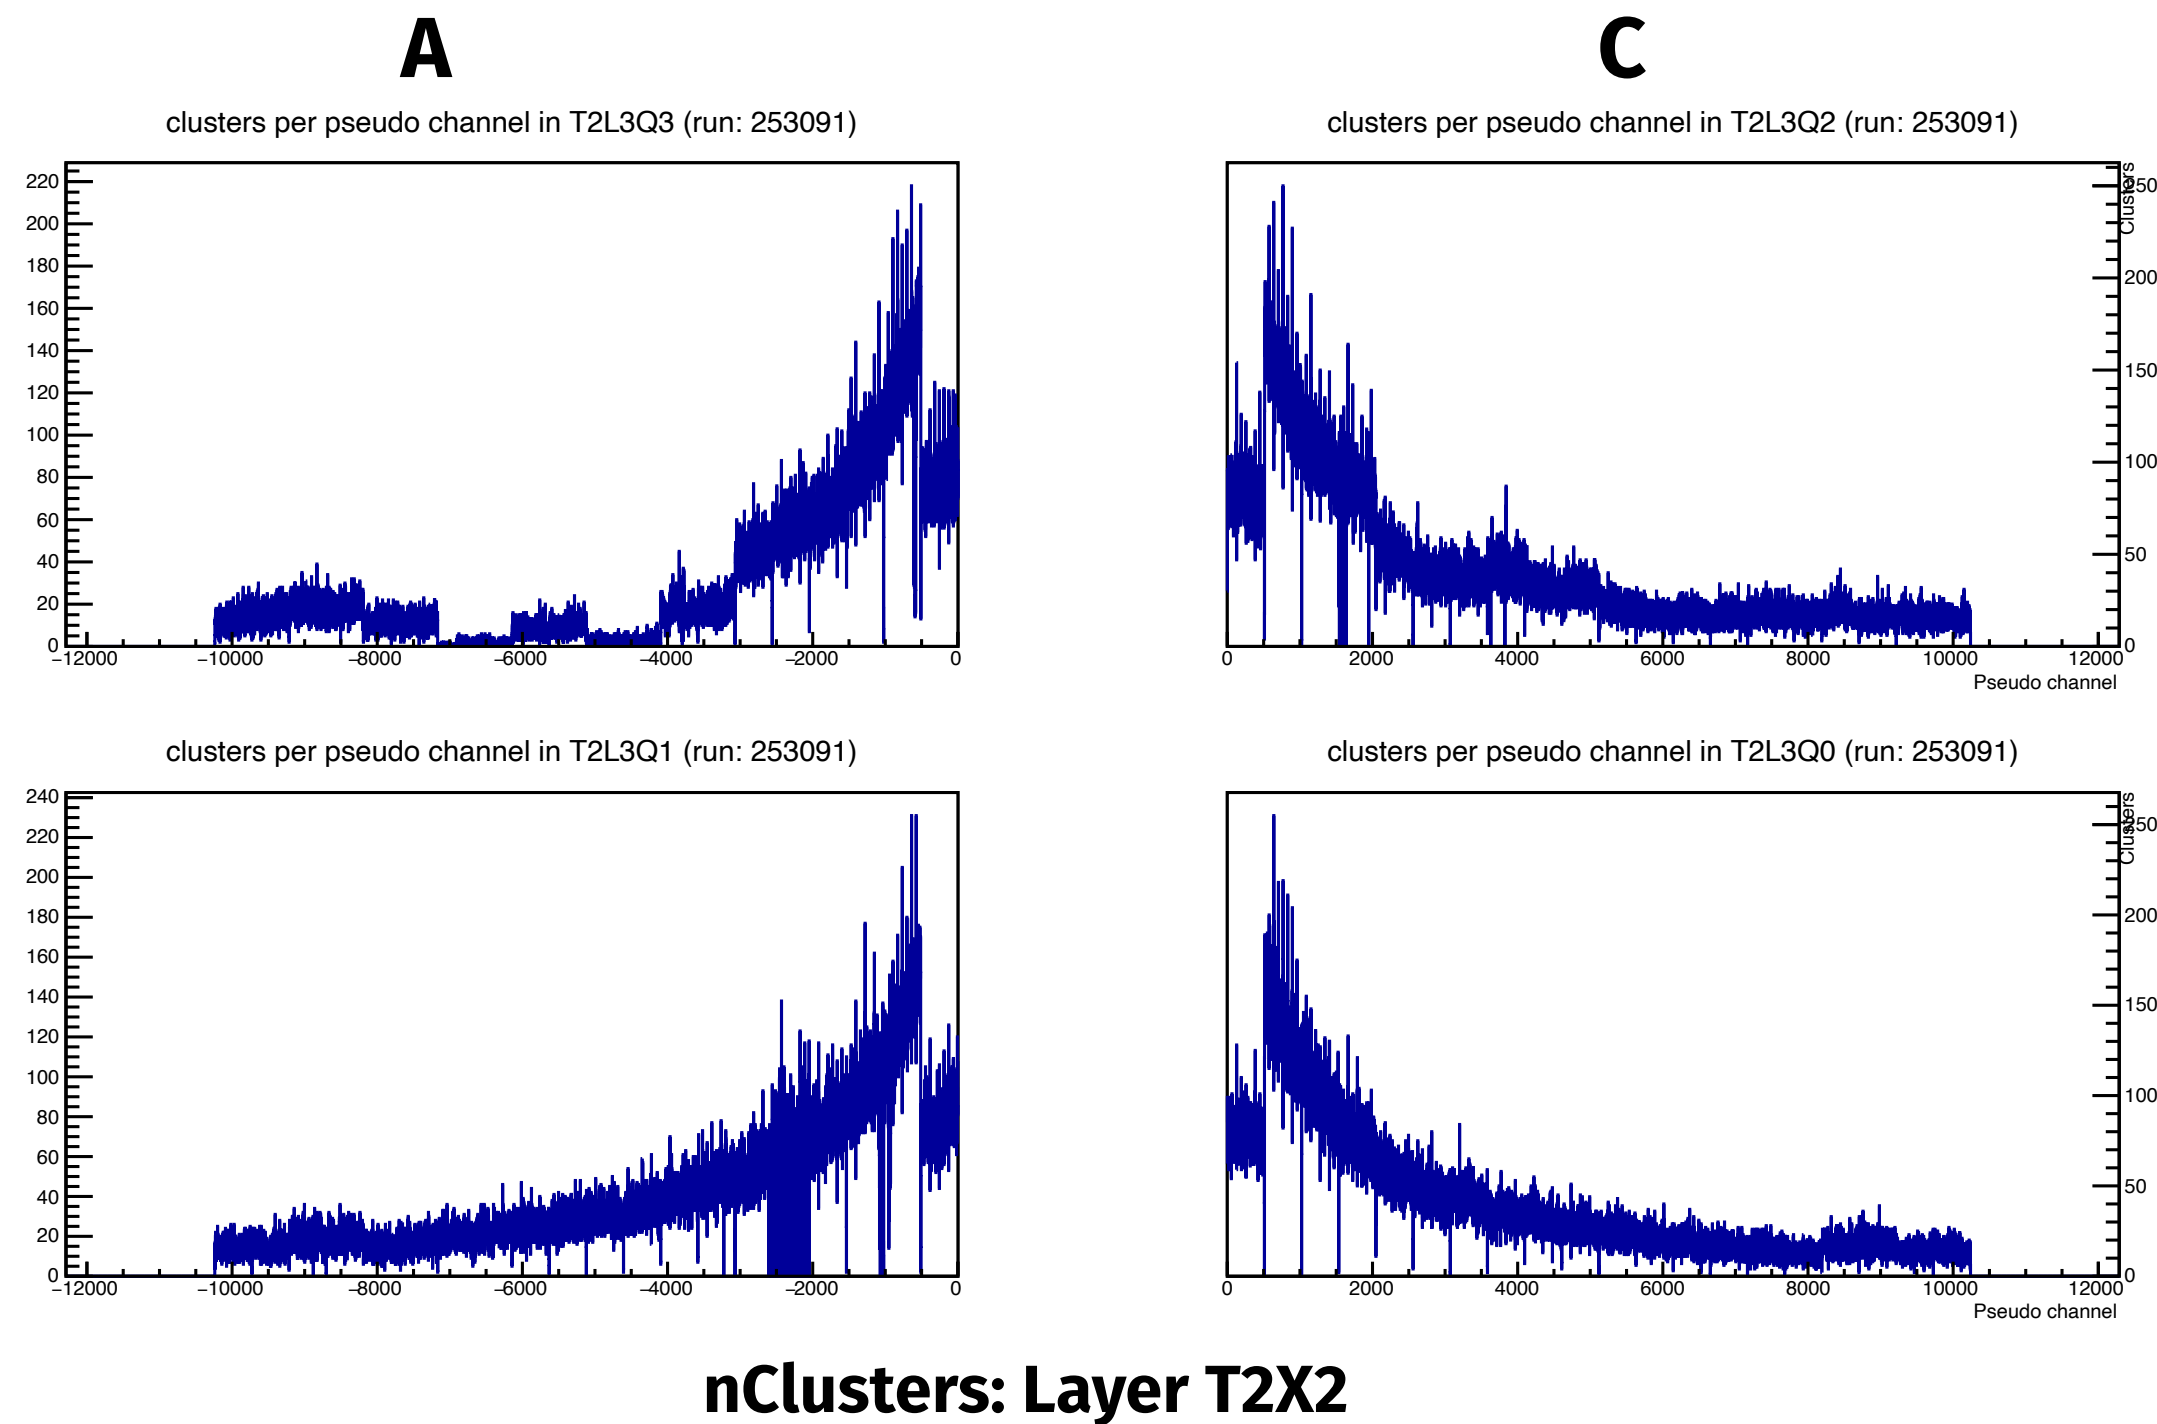 A
C
clusters per pseudo channel in T2L3Q3 (run: 253091)
220
200
180
160
140
120
100
80
60
40
20
0
−12000 −10000 −8000 −6000 −4000 −2000 0
clusters per pseudo channel in T2L3Q2 (run: 253091)
Clusters
250
200
150
100
50
0
0 2000 4000 6000 8000 10000 12000
Pseudo channel
clusters per pseudo channel in T2L3Q1 (run: 253091)
240
220
200
180
160
140
120
100
80
60
40
20
0
−12000 −10000 −8000 −6000 −4000 −2000 0
clusters per pseudo channel in T2L3Q0 (run: 253091)
Clusters
250
200
150
100
50
0
0 2000 4000 6000 8000 10000 12000
Pseudo channel
nClusters: Layer T2X2